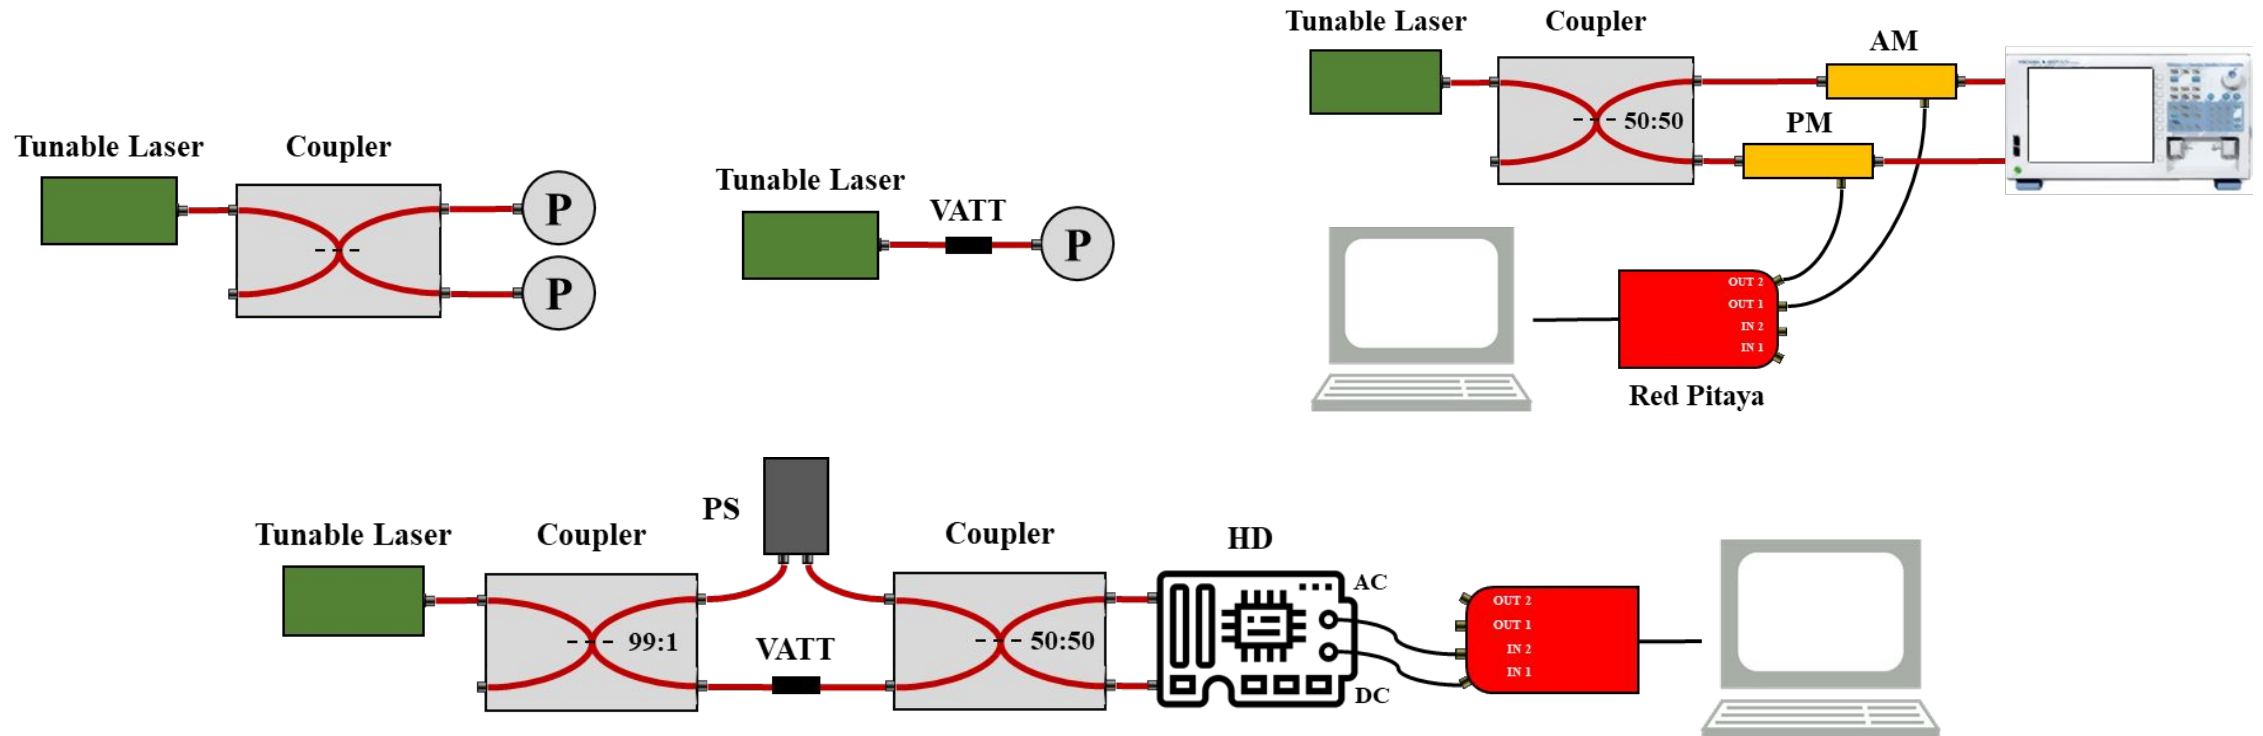 Tunable Laser
Coupler
P
P
Tunable Laser
VATT
P
Tunable Laser
Coupler
50:50
AM
PM
OUT 2
OUT 1
IN 2
IN 1
Red Pitaya
Tunable Laser
Coupler
99:1
PS
VATT
Coupler
50:50
HD
AC
DC
OUT 2
OUT 1
IN 2
IN 1